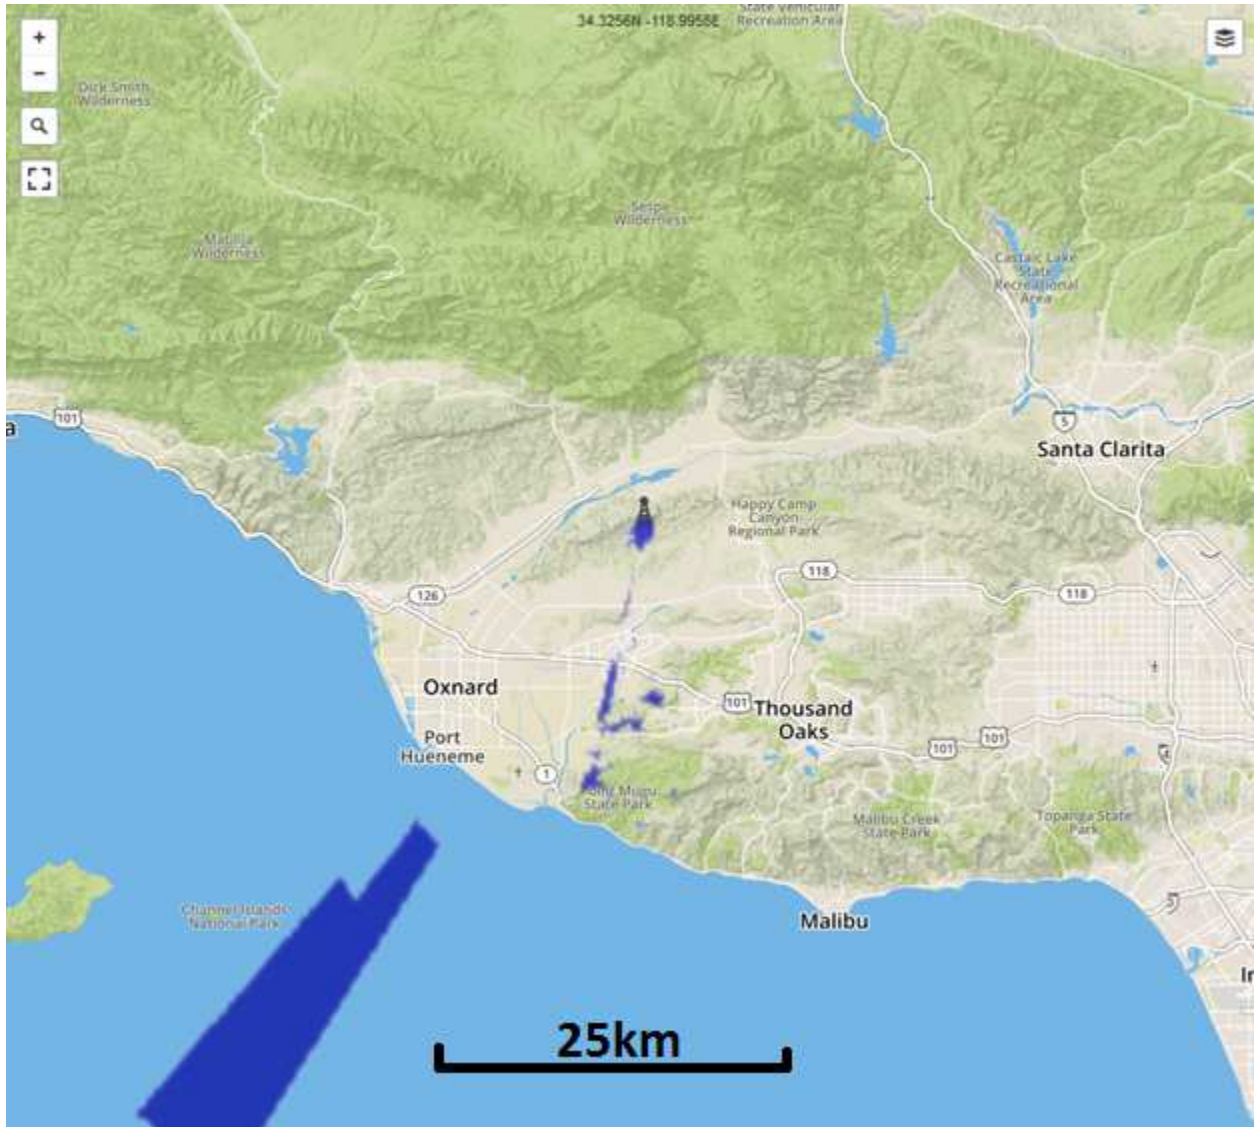 +
34.3256N -118.9956E
State Vehicular
Recreation Area
−
Dick Smith
Wilderness
Sespe
Wilderness
Matilija
Wilderness
Castaic Lake
State
Recreational
Area
101
a
5
Santa Clarita
Happy Camp
Canyon
Regional Park
118
126
118
1
Oxnard
101
Thousand
Oaks
Port
Hueneme
101
101
1
Mugu
State Park
Malibu Creek
State Park
Topanga State
Park
Channel Islands
National Park
Malibu
25km